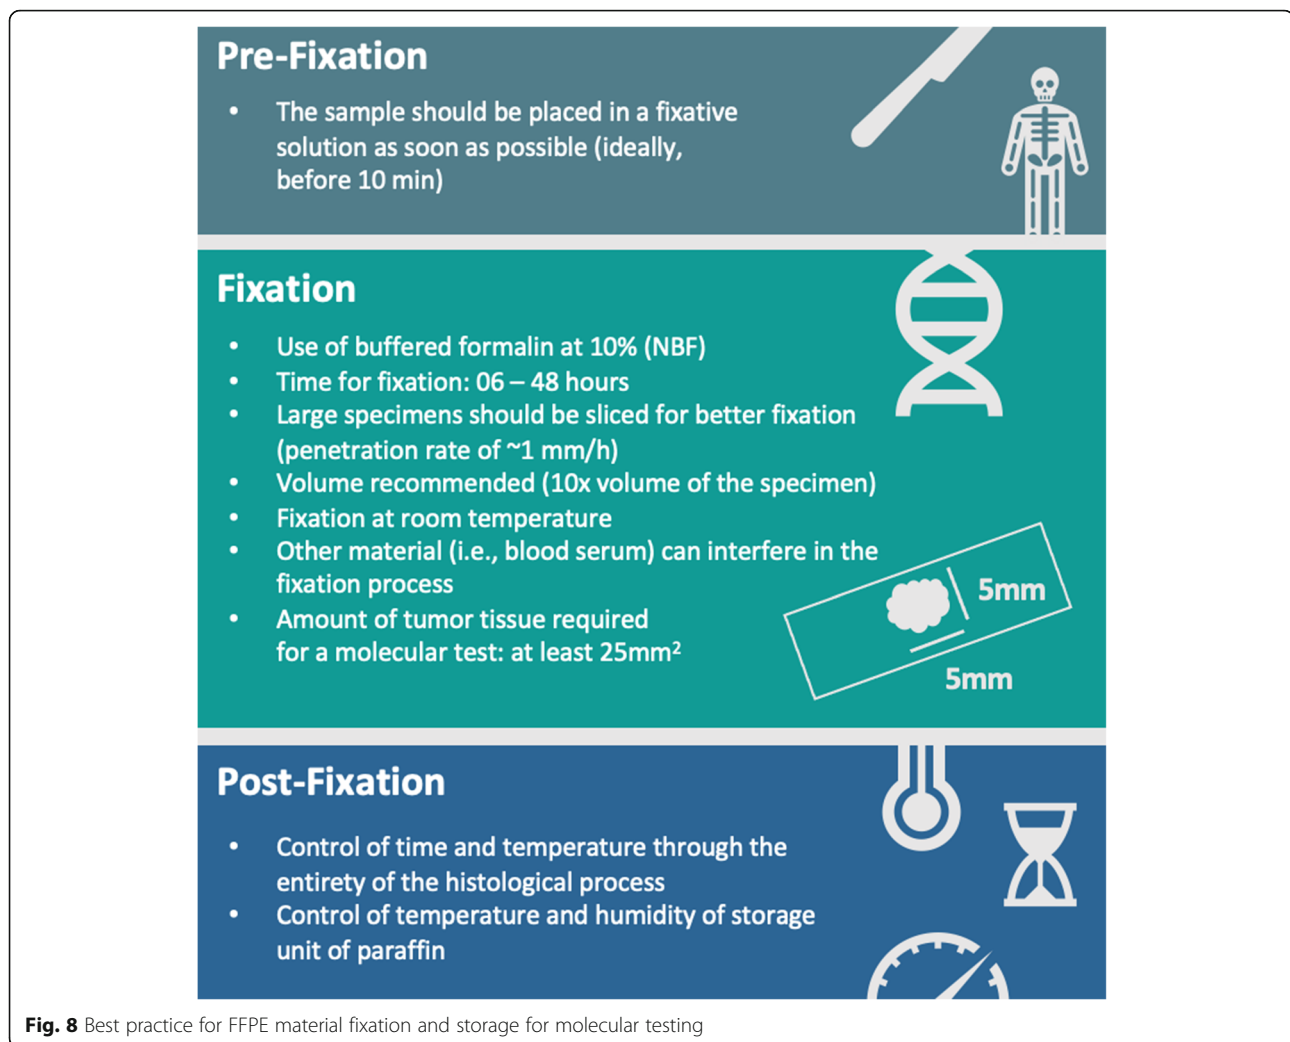 Pre-Fixation
• The sample should be placed in a fixative
solution as soon as possible (ideally,
before 10 min)
Fixation
• Use of buffered formalin at 10% (NBF)
• Time for fixation: 06 – 48 hours
• Large specimens should be sliced for better fixation
(penetration rate of ~1 mm/h)
• Volume recommended (10x volume of the specimen)
• Fixation at room temperature
• Other material (i.e., blood serum) can interfere in the
fixation process
• Amount of tumor tissue required
for a molecular test: at least 25mm²
5mm
5mm
Post-Fixation
• Control of time and temperature through the
entirety of the histological process
• Control of temperature and humidity of storage
unit of paraffin
Fig. 8 Best practice for FFPE material fixation and storage for molecular testing